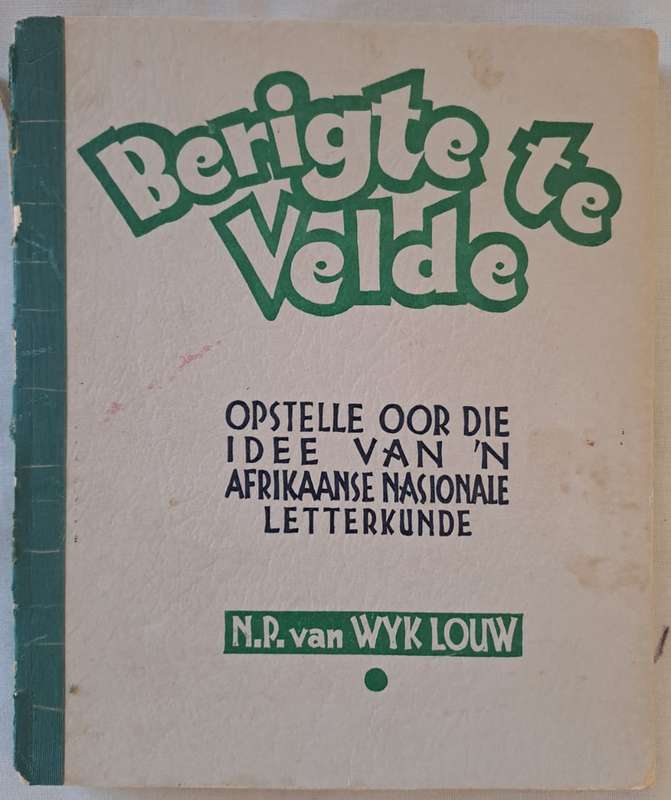 Berigte te
Velde
OPSTELLE OOR DIE
IDEE VAN 'N
AFRIKAANSE NASIONALE
LETTERKUNDE
N.P. van WYK LOUW